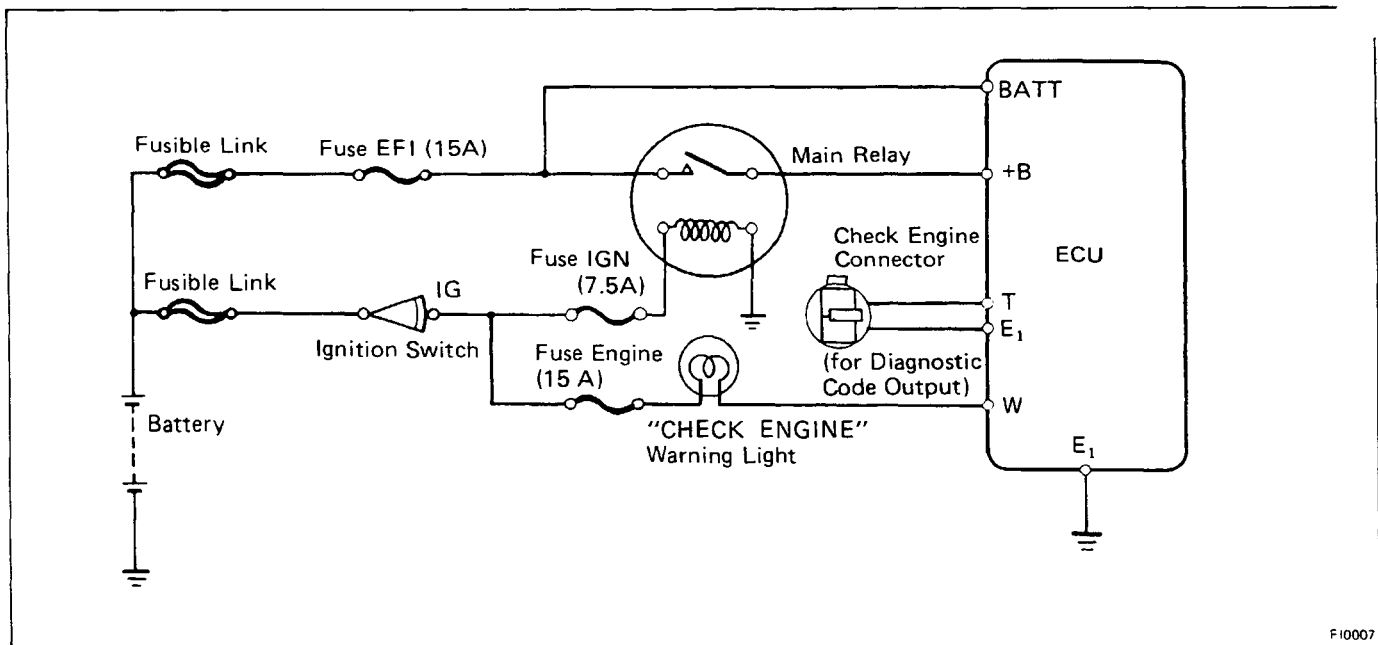 BATT
Fusible Link
Fuse EFI (15A)
Main Relay
+B
Check Engine
Connector
ECU
Fuse IGN
(7.5A)
Fusible Link
IG
T
E1
Ignition Switch
Fuse Engine
(15 A)
(for Diagnostic
Code Output)
W
Battery
"CHECK ENGINE"
Warning Light
E1
FI0007